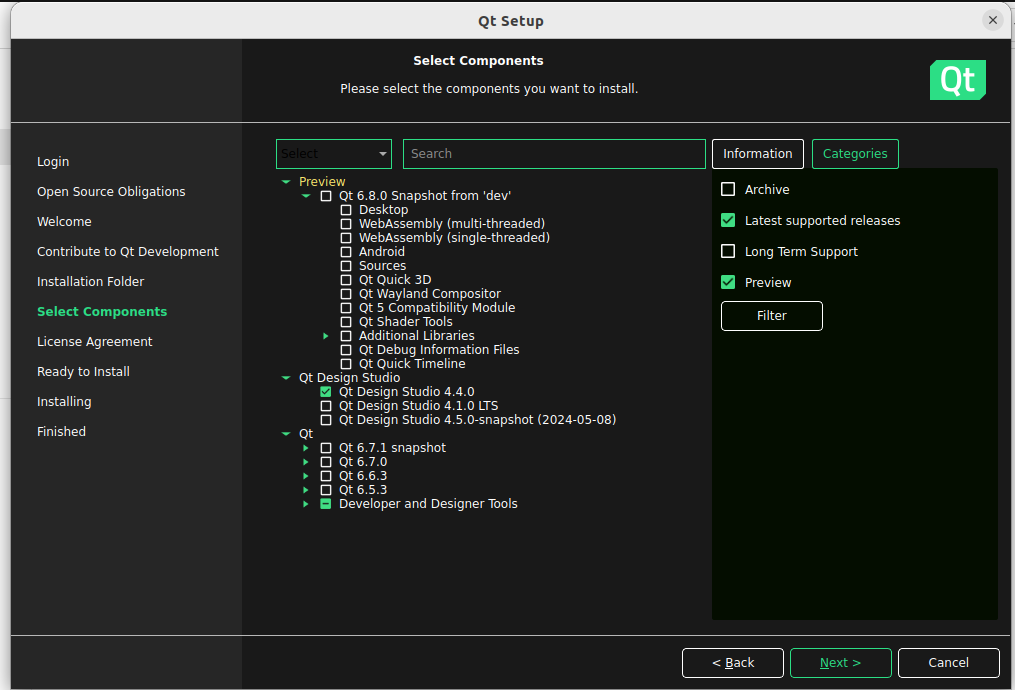 Qt Setup
Select Components
Please select the components you want to install.
Qt
Login
Open Source Obligations
Welcome
Contribute to Qt Development
Installation Folder
Select Components
License Agreement
Ready to Install
Installing
Finished
Select
Search
Preview
Qt 6.8.0 Snapshot from 'dev'
Desktop
WebAssembly (multi-threaded)
WebAssembly (single-threaded)
Android
Sources
Qt Quick 3D
Qt Wayland Compositor
Qt 5 Compatibility Module
Qt Shader Tools
Additional Libraries
Qt Debug Information Files
Qt Quick Timeline
Qt Design Studio
Qt Design Studio 4.4.0
Qt Design Studio 4.1.0 LTS
Qt Design Studio 4.5.0-snapshot (2024-05-08)
Qt
Qt 6.7.1 snapshot
Qt 6.7.0
Qt 6.6.3
Qt 6.5.3
Developer and Designer Tools
Information
Categories
Archive
Latest supported releases
Long Term Support
Preview
Filter
< Back
Next >
Cancel